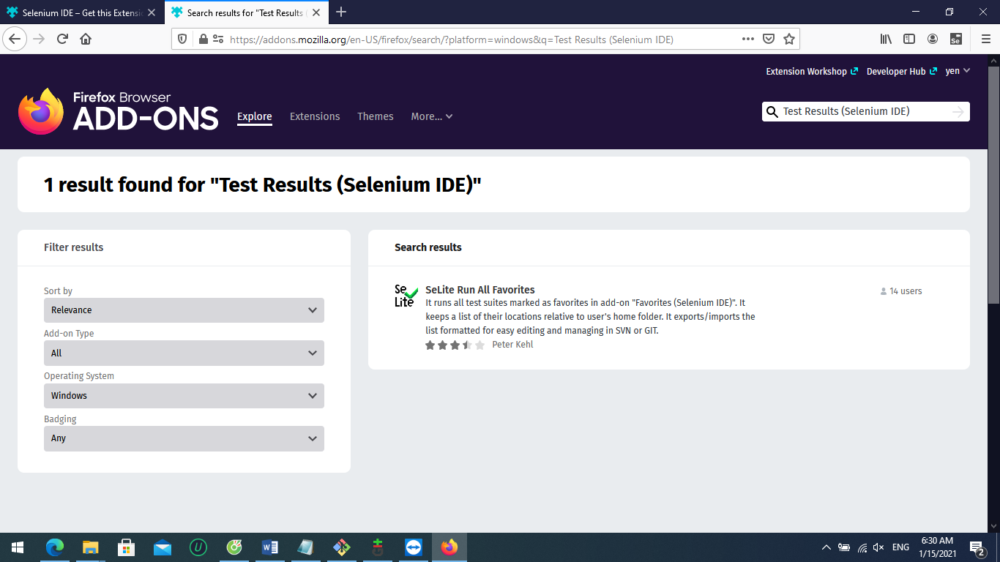 Selenium IDE – Get this Extensi
Search results for "Test Results (
https://addons.mozilla.org/en-US/firefox/search/?platform=windows&q=Test Results (Selenium IDE)
Se
Extension Workshop
Developer Hub
yen
Firefox Browser
ADD-ONS
Explore
Extensions
Themes
More...
Test Results (Selenium IDE)
1 result found for "Test Results (Selenium IDE)"
Filter results
Sort by
Relevance
Add-on Type
All
Operating System
Windows
Badging
Any
Search results
Se
Lite
SeLite Run All Favorites
14 users
It runs all test suites marked as favorites in add-on "Favorites (Selenium IDE)". It
keeps a list of their locations relative to user's home folder. It exports/imports the
list formatted for easy editing and managing in SVN or GIT.
Peter Kehl
ENG
6:30 AM
1/15/2021
2